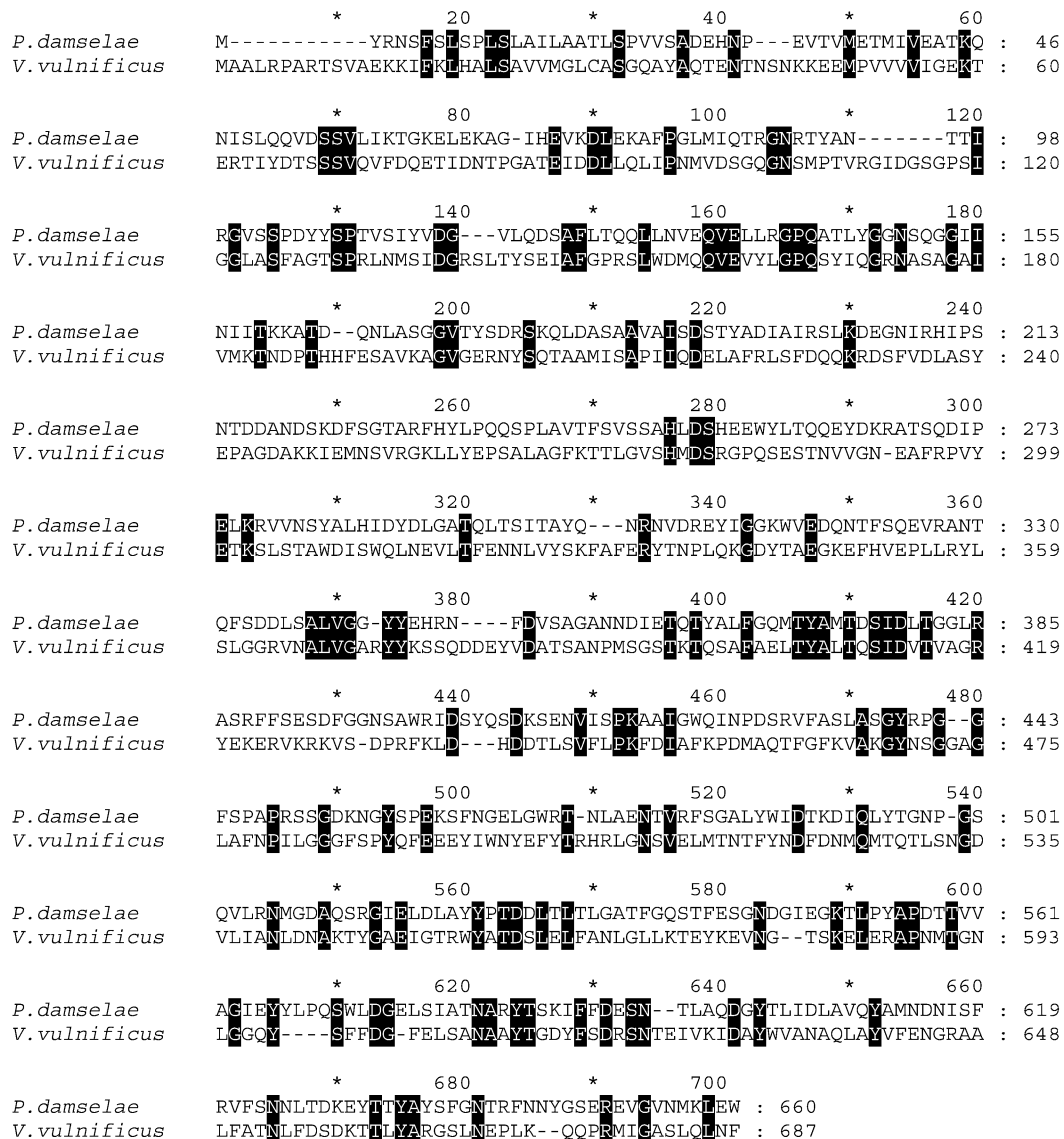 * 20 * 40 * 60
P.damselae M-----------YRNSFSLSPLSLAILAATLSPVVSADEHNP---EVTVMETMIVEATKQ : 46
V.vulnificus MAALRPARTSVAEKKIFKLHALSAVVMGLCASGQAYAQTENTNSNKKEEMPVVVVIGEKT : 60
* 80 * 100 * 120
P.damselae NISLQQVDSSVLIKTGKELEKAG-IHEVKDLEKAFPGLMIQTRGNRTYAN-------TTI : 98
V.vulnificus ERTIYDTSSSVQVFDQETIDNTPGATEIDDLLQLIPNMVDSGQGNSMPTVRGIDGSGPSI : 120
* 140 * 160 * 180
P.damselae RGVSSPDYYSPTVSIYVDG---VLQDSAFLTQQLLNVEQVELLRGPQATLYGGNSQGGII : 155
V.vulnificus GGLASFAGTSPRLNMSIDGRSLTYSEIAFGPRSLWDMQQVEVYLGPQSYIQGRNASAGAI : 180
* 200 * 220 * 240
P.damselae NIITKKATD--QNLASGGVTYSDRSKQLDASAAVAISDSTYADIAIRSLKDEGNIRHIPS : 213
V.vulnificus VMKTNDPTHHFESAVKAGVGERNYSQTAAMISAPIIQDELAFRLSFDQQKRDSFVDLASY : 240
* 260 * 280 * 300
P.damselae NTDDANDSKDFSGTARFHYLPQQSPLAVTFSVSSAHLDSHEEWYLTQQEYDKRATSQDIP : 273
V.vulnificus EPAGDAKKIEMNSVRGKLLYEPSALAGFKTTLGVSHMDSRGPQSESTNVVGN-EAFRPVY : 299
* 320 * 340 * 360
P.damselae ELKRVVNSYALHIDYDLGATQLTSITAYQ---NRNVDREYIGGKWVEDQNTFSQEVRANT : 330
V.vulnificus ETKSLSTAWDISWQLNEVLTFENNLVYSKFAFERYTNPLQKGDYTAEGKEFHVEPLLRYL : 359
* 380 * 400 * 420
P.damselae QFSDDLSALVGG-YYEHRN----FDVSAGANNDIETQTYALFGQMTYAMTDSIDLTGGLR : 385
V.vulnificus SLGGRVNALVGARYYKSSQDDEYVDATSANPMSGSTKTQSAFAELTYALTQSIDVTVAGR : 419
* 440 * 460 * 480
P.damselae ASRFFSESDFGGNSAWRIDSYQSDKSENVISPKAAIGWQINPDSRVFASLASGYRPG--G : 443
V.vulnificus YEKERVKRKVS-DPRFKLD---HDDTLSVFLPKFDIAFKPDMAQTFGFKVAKGYNSGGAG : 475
* 500 * 520 * 540
P.damselae FSPAPRSSGDKNGYSPEKSFNGELGWRT-NLAENTVRFSGALYWIDTKDIQLYTGNP-GS : 501
V.vulnificus LAFNPILGGGFSPYQFEEEYIWNYEFYTRHRLGNSVELMTNTFYNDFDNMQMTQTLSNGD : 535
* 560 * 580 * 600
P.damselae QVLRNMGDAQSRGIELDLAYYPTDDLTLTLGATFGQSTFESGNDGIEGKTLPYAPDTTVV : 561
V.vulnificus VLIANLDNAKTYGAEIGTRWYATDSLELFANLGLLKTEYKEVNG--TSKELERAPNMTGN : 593
* 620 * 640 * 660
P.damselae AGIEYYLPQSWLDGELSIATNARYTSKIFFDESN--TLAQDGYTLIDLAVQYAMNDNISF : 619
V.vulnificus LGGQY----SFFDG-FELSANAAYTGDYFSDRSNTEIVKIDAYWVANAQLAYVFENGRAA : 648
* 680 * 700
P.damselae RVFSNNLTDKEYTTYAYSFGNTRFNNYGSEREVGVNMKLEW : 660
V.vulnificus LFATNLFDSDKTTLYARGSLNEPLK--QQPRMIGASLQLNF : 687